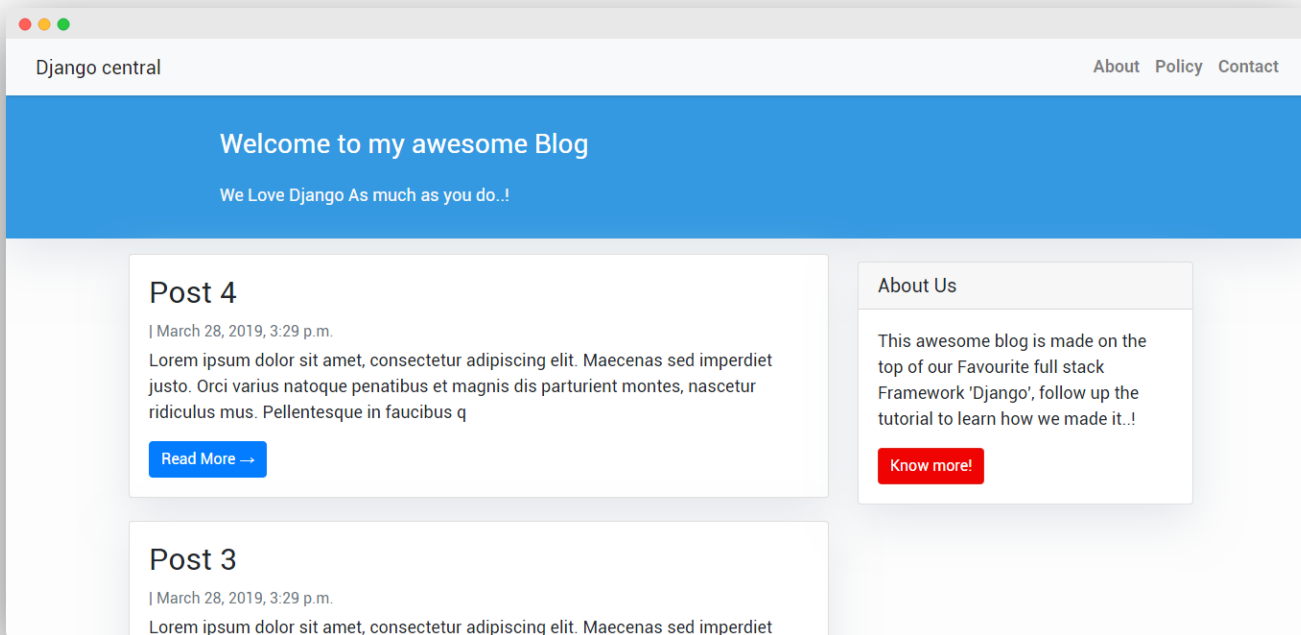 Django central
About Policy Contact
Welcome to my awesome Blog
We Love Django As much as you do..!
Post 4
| March 28, 2019, 3:29 p.m.
Lorem ipsum dolor sit amet, consectetur adipiscing elit. Maecenas sed imperdiet
justo. Orci varius natoque penatibus et magnis dis parturient montes, nascetur
ridiculus mus. Pellentesque in faucibus q
Read More →
Post 3
| March 28, 2019, 3:29 p.m.
Lorem ipsum dolor sit amet, consectetur adipiscing elit. Maecenas sed imperdiet
About Us
This awesome blog is made on the
top of our Favourite full stack
Framework 'Django', follow up the
tutorial to learn how we made it..!
Know more!